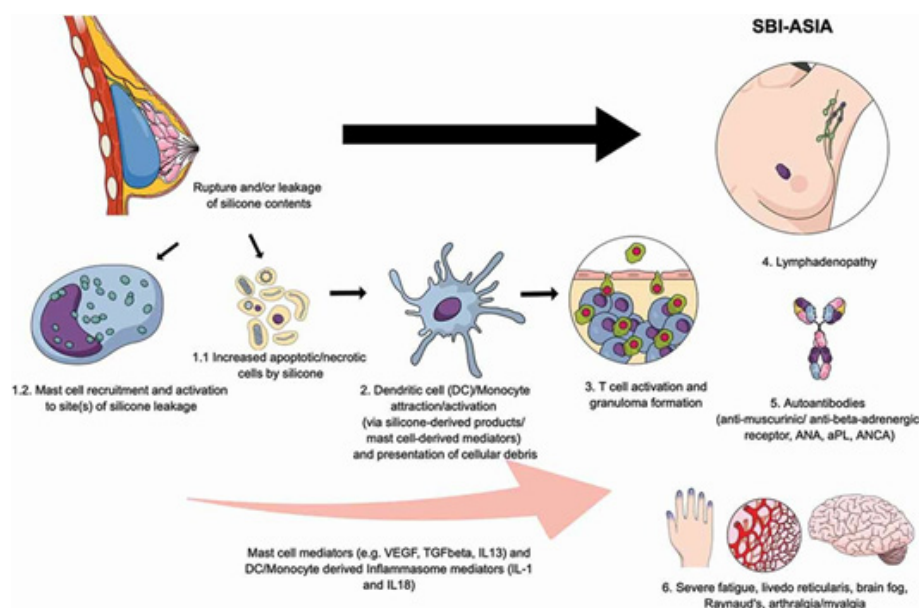 SBI-ASIA
Rupture and/or leakage
of silicone contents
4. Lymphadenopathy
1.1 Increased apoptotic/necrotic
cells by silicone
1.2. Mast cell recruitment and activation
to site(s) of silicone leakage
2. Dendritic cell (DC)/Monocyte
attraction/activation
(via silicone-derived products/
mast cell-derived mediators)
and presentation of cellular debris
3. T cell activation and
granuloma formation
5. Autoantibodies
(anti-muscurinic/ anti-beta-adrenergic
receptor, ANA, aPL, ANCA)
Mast cell mediators (e.g. VEGF, TGFbeta, IL13) and
DC/Monocyte derived Inflammasome mediators (IL-1
and IL18)
6. Severe fatigue, livedo reticularis, brain fog,
Raynaud's, arthralgia/myalgia